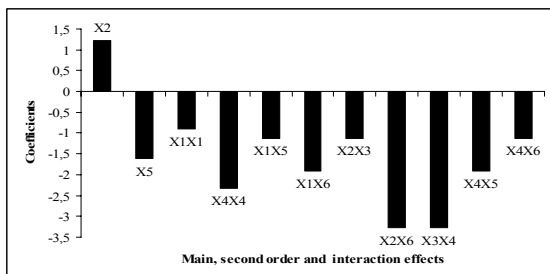 1,5
1
0,5
0
-0,5
-1
-1,5
-2
-2,5
-3
-3,5
Coefficients
X2
X5
X1X1
X4X4
X1X5
X1X6
X2X3
X2X6
X3X4
X4X5
X4X6
Main, second order and interaction effects